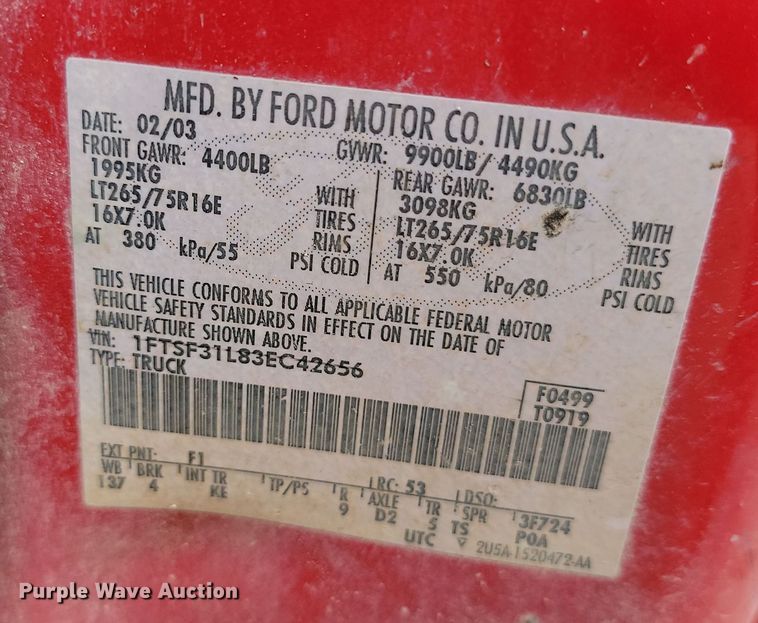 MFD. BY FORD MOTOR CO. IN U.S.A.
DATE: 02/03 GVWR: 9900LB/ 4490KG
FRONT GAWR: 4400LB REAR GAWR: 6830LB
1995KG WITH 3098KG WITH
LT265/75R16E TIRES LT265/75R16E TIRES
16X7.0K RIMS 16X7.0K RIMS
AT 380 kPa/55 PSI COLD AT 550 kPa/80 PSI COLD
THIS VEHICLE CONFORMS TO ALL APPLICABLE FEDERAL MOTOR
VEHICLE SAFETY STANDARDS IN EFFECT ON THE DATE OF
MANUFACTURE SHOWN ABOVE.
VIN: 1FTSF31L83EC42656
TYPE: TRUCK
F0499
T0919
EXT PNT: F1 RC: 53 DSO:
WB BRK INT TR TP/PS R AXLE TR SPR 3F724
137 4 KE 9 D2 5 TS POA
UTC ▽ 2U5A-1520472-AA
Purple Wave Auction